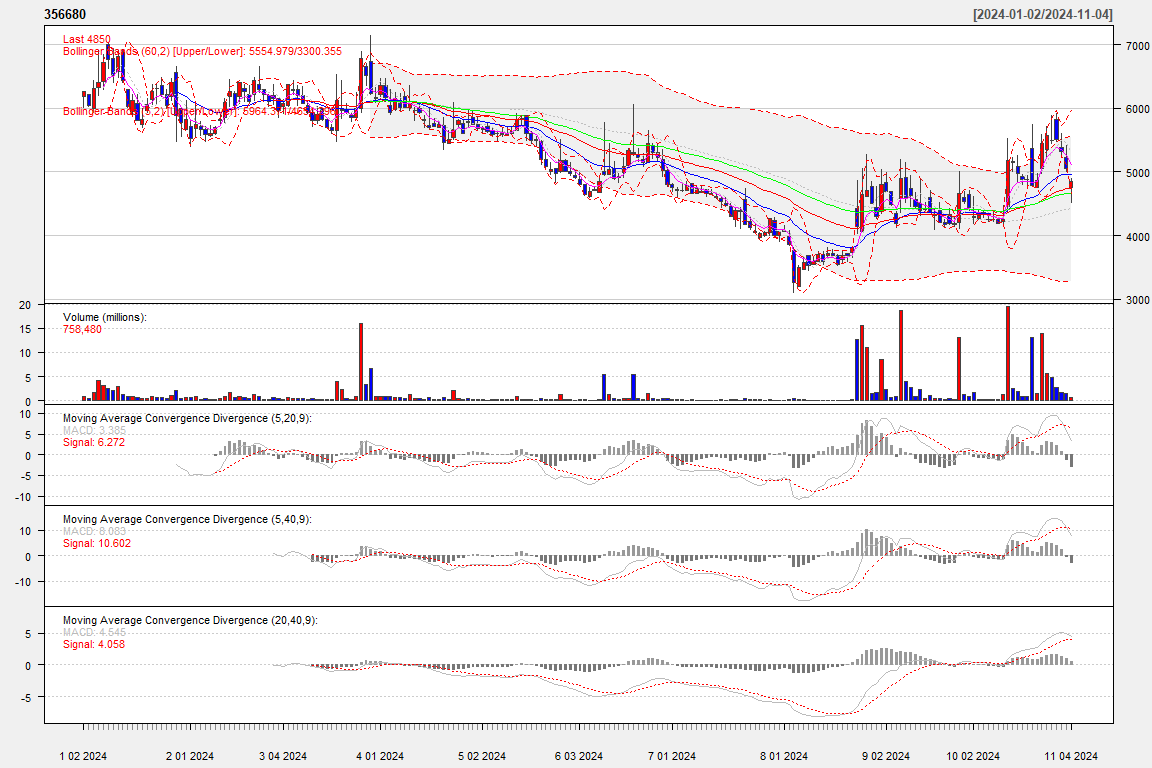 356680
[2024-01-02/2024-11-04]
Last 4850
Bollinger Bands (60,2) [Upper/Lower]: 5554.979/3300.355
7000
6000
5000
4000
3000
Volume (millions):
758,480
20
15
10
5
0
Moving Average Convergence Divergence (5,20,9):
MACD: 3.385
Signal: 6.272
10
5
0
-5
-10
Moving Average Convergence Divergence (5,40,9):
MACD: 8.083
Signal: 10.602
10
0
-10
Moving Average Convergence Divergence (20,40,9):
MACD: 4.545
Signal: 4.058
5
0
-5
1 02 2024
2 01 2024
3 04 2024
4 01 2024
5 02 2024
6 03 2024
7 01 2024
8 01 2024
9 02 2024
10 02 2024
11 04 2024